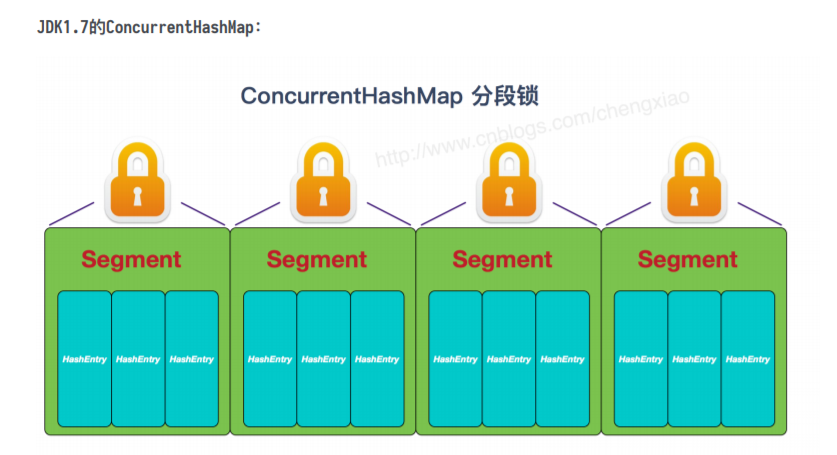 JDK1.7的ConcurrentHashMap：
ConcurrentHashMap 分段锁
http://www.cnblogs.com/chengxiao
Segment Segment Segment Segment
HashEntry HashEntry HashEntry HashEntry HashEntry HashEntry HashEntry HashEntry HashEntry HashEntry HashEntry HashEntry